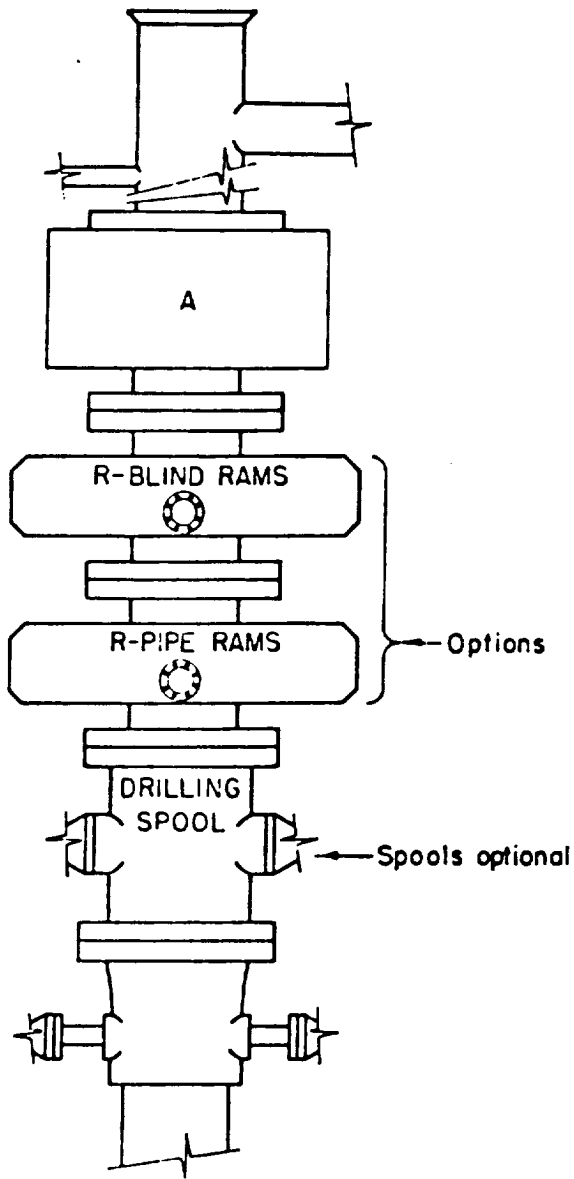 A
R-BLIND RAMS
R-PIPE RAMS
Options
DRILLING
SPOOL
Spools optional